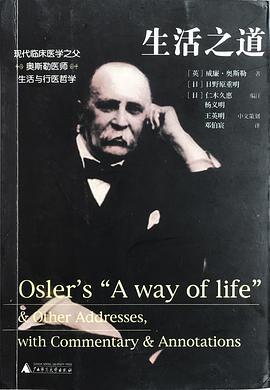 生活之道
现代临床医学之父
奥斯勒医师
生活与行医哲学
[英] 威廉·奥斯勒 著
[日] 日野原重明
[日] 仁木久惠 编注
杨义明
王英明 中文策划
邓伯宸 译
Osler's “A way of life”
& Other Addresses,
with Commentary & Annotations
广西师范大学出版社